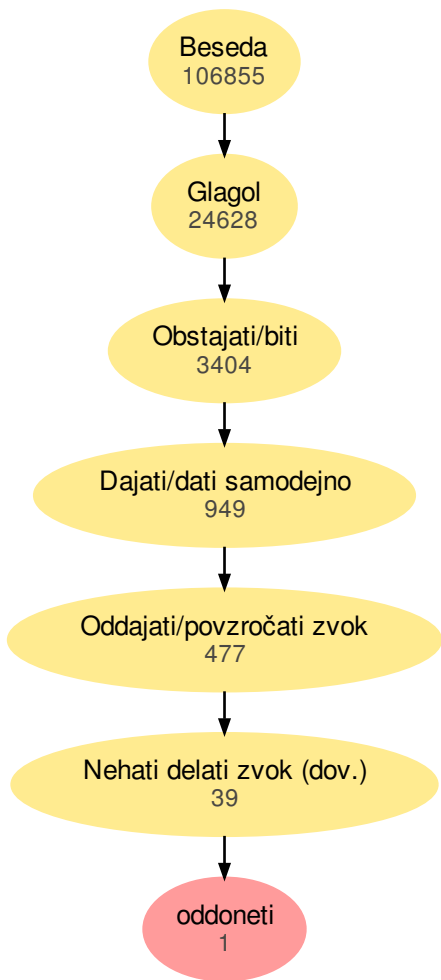 Beseda
106855
Glagol
24628
Obstajati/biti
3404
Dajati/dati samodejno
949
Oddajati/povzročati zvok
477
Nehati delati zvok (dov.)
39
oddoneti
1